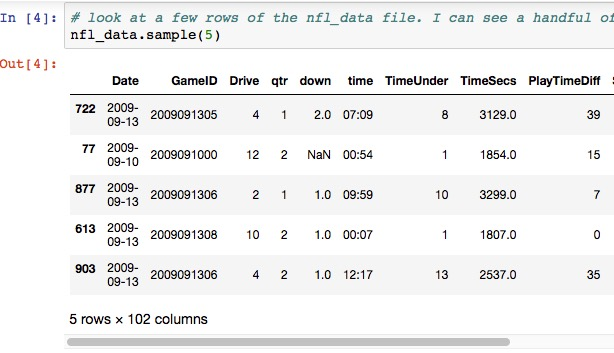 In [4]: # look at a few rows of the nfl_data file. I can see a handful of
nfl_data.sample(5)
Out[4]:
Date GameID Drive qtr down time TimeUnder TimeSecs PlayTimeDiff
722 2009-09-13 2009091305 4 1 2.0 07:09 8 3129.0 39
77 2009-09-10 2009091000 12 2 NaN 00:54 1 1854.0 15
877 2009-09-13 2009091306 2 1 1.0 09:59 10 3299.0 7
613 2009-09-13 2009091308 10 2 1.0 00:07 1 1807.0 0
903 2009-09-13 2009091306 4 2 1.0 12:17 13 2537.0 35
5 rows × 102 columns